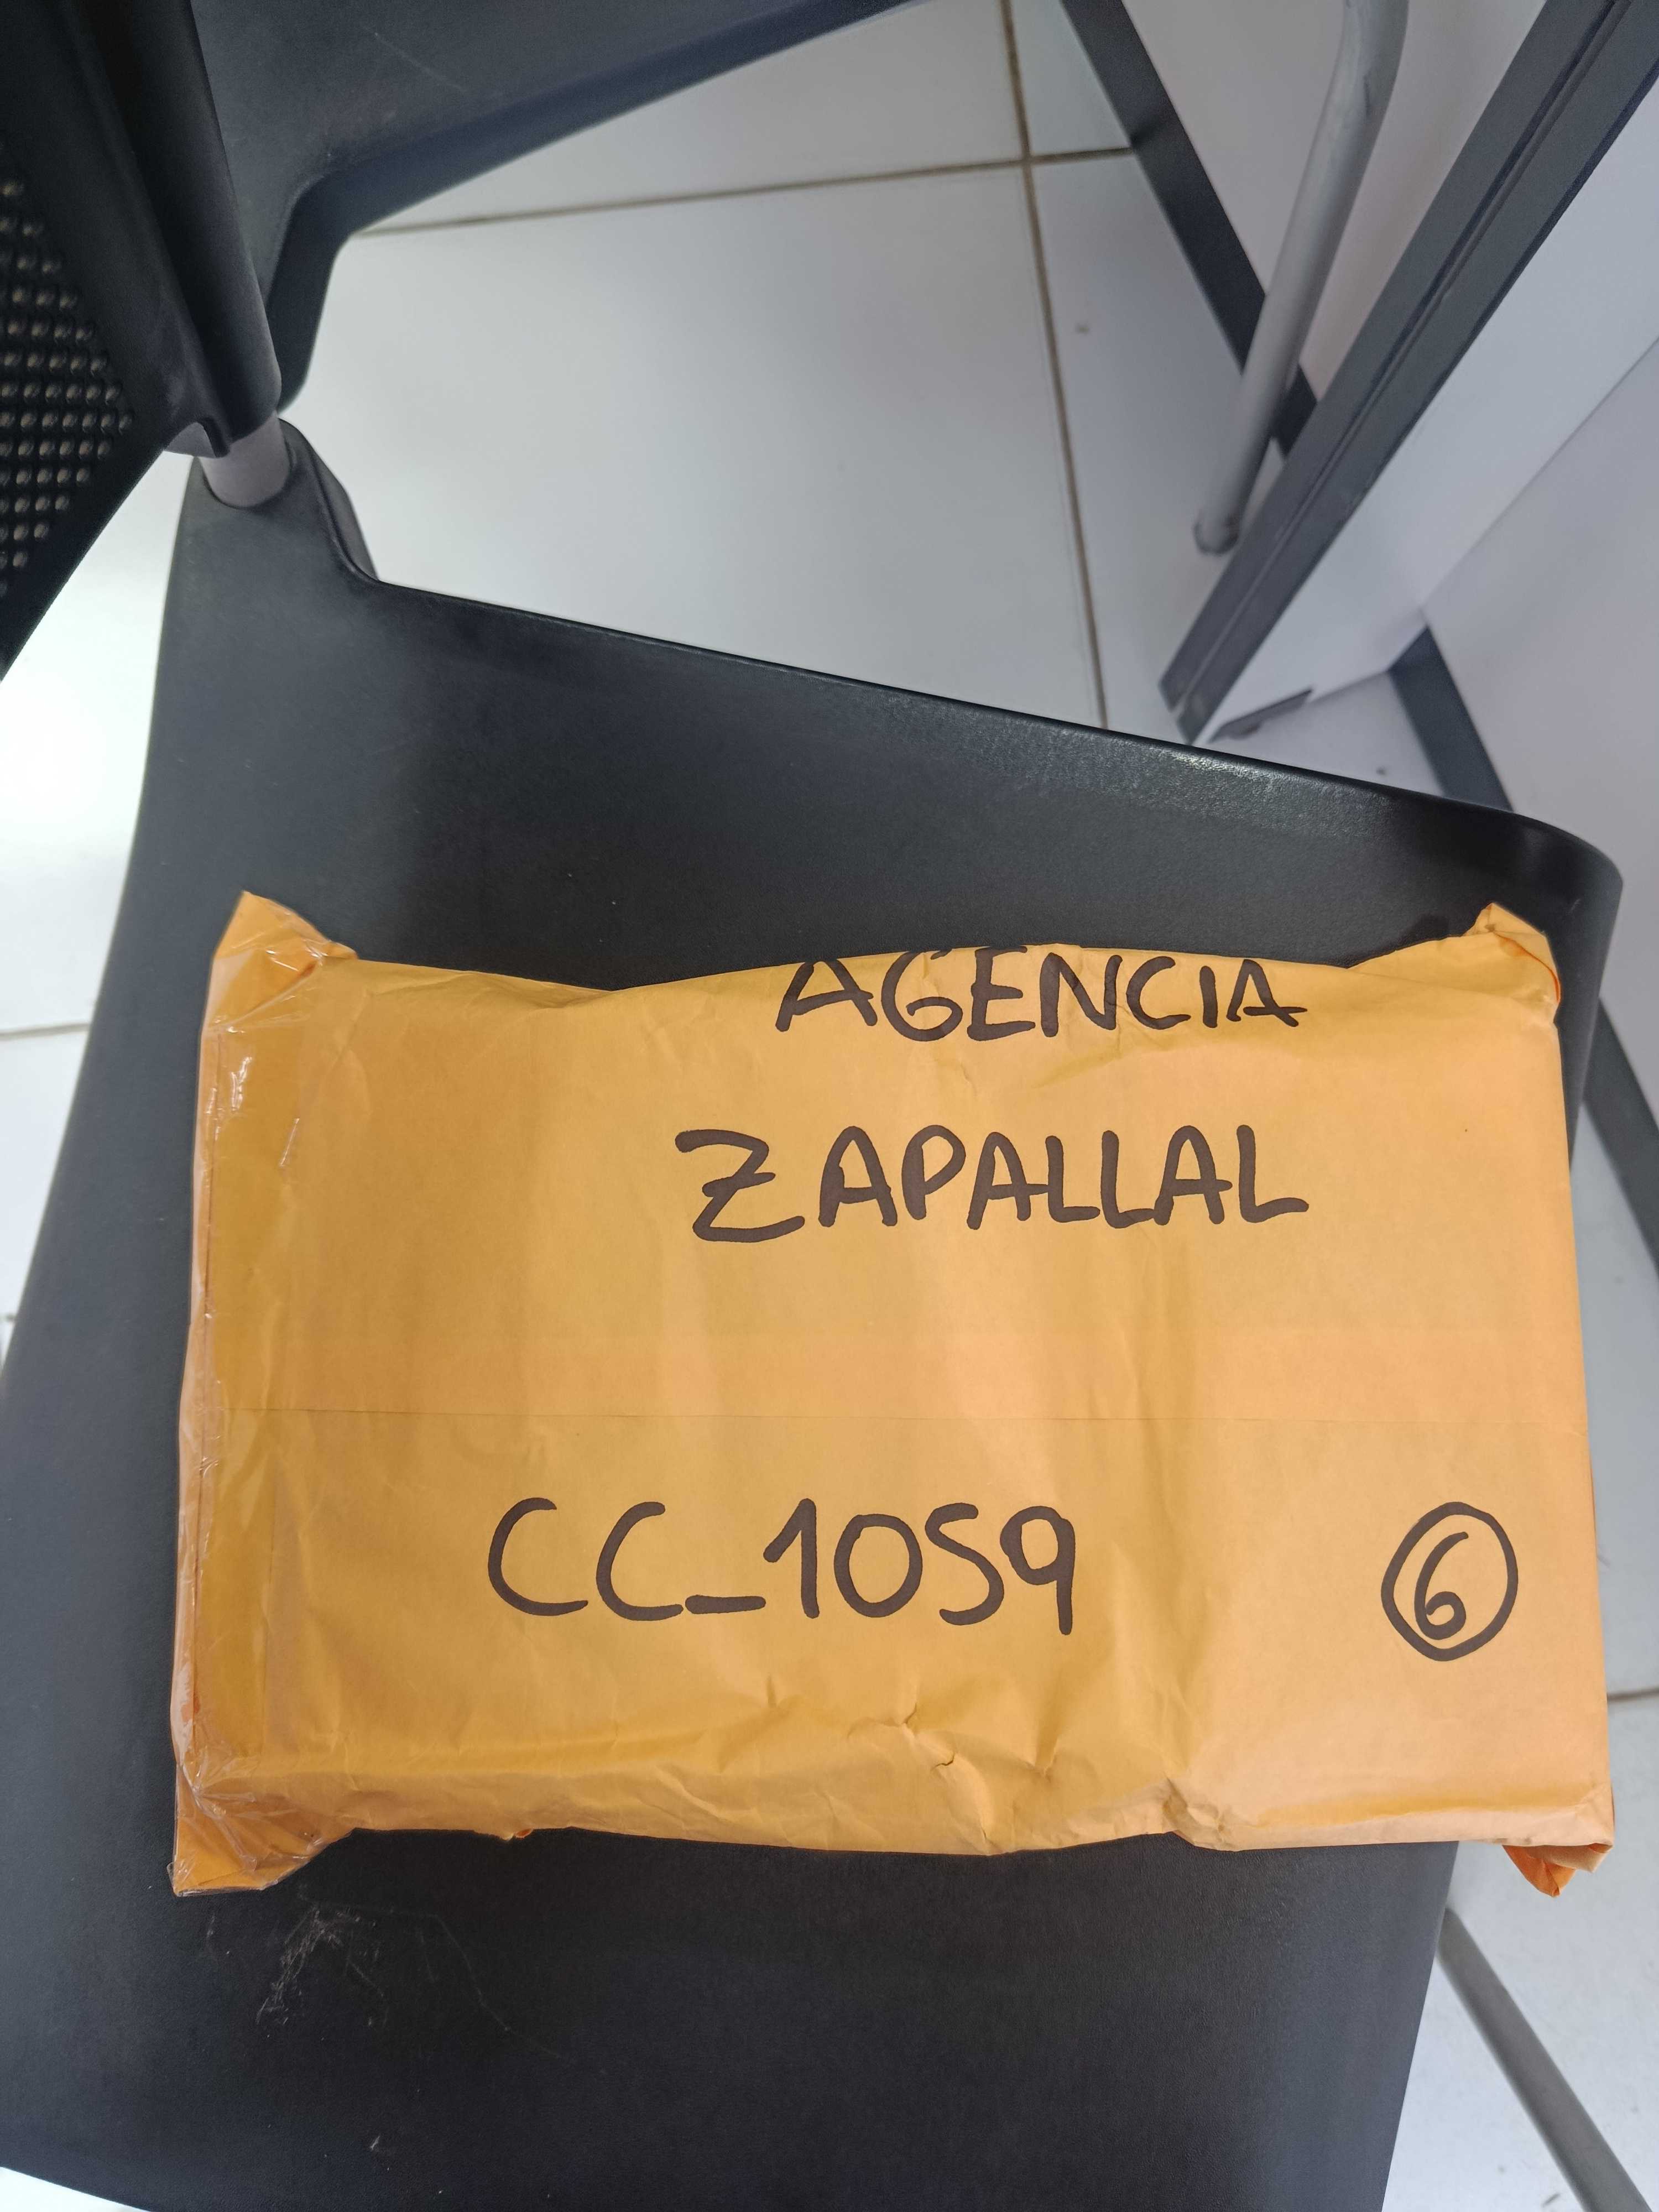 AGENCIA
ZAPALLAL
CC_1059
6